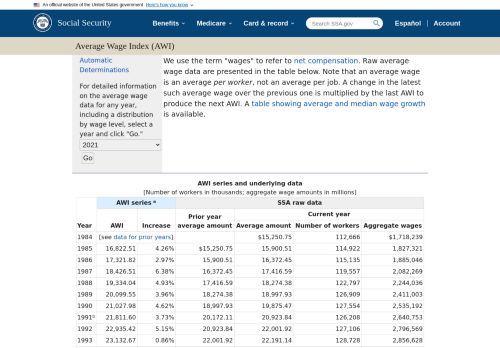 An official website of the United States government Here's how you know
Social Security
Benefits Medicare Card & record Search SSA.gov Español Account
Average Wage Index (AWI)
Automatic
Determinations
For detailed information
on the average wage
data for any year,
including a distribution
by wage level, select a
year and click "Go."
2021
Go
We use the term "wages" to refer to net compensation. Raw average
wage data are presented in the table below. Note that an average wage
is an average per worker, not an average per job. A change in the latest
such average wage over the previous one is multiplied by the last AWI to
produce the next AWI. A table showing average and median wage growth
is available.
AWI series and underlying data
[Number of workers in thousands; aggregate wage amounts in millions]
AWI series a SSA raw data
Prior year Current year
Year AWI Increase average amount Average amount Number of workers Aggregate wages
1984 [see data for prior years] $15,250.75 112,666 $1,718,239
1985 16,822.51 4.26% $15,250.75 15,900.51 114,922 1,827,321
1986 17,321.82 2.97% 15,900.51 16,372.45 115,135 1,885,046
1987 18,426.51 6.38% 16,372.45 17,416.59 119,557 2,082,269
1988 19,334.04 4.93% 17,416.59 18,274.38 122,797 2,244,036
1989 20,099.55 3.96% 18,274.38 18,997.93 126,909 2,411,003
1990 21,027.98 4.62% 18,997.93 19,875.47 127,554 2,535,192
1991b 21,811.60 3.73% 20,172.11 20,923.84 126,208 2,640,753
1992 22,935.42 5.15% 20,923.84 22,001.92 127,106 2,796,569
1993 23,132.67 0.86% 22,001.92 22,191.14 128,728 2,856,628